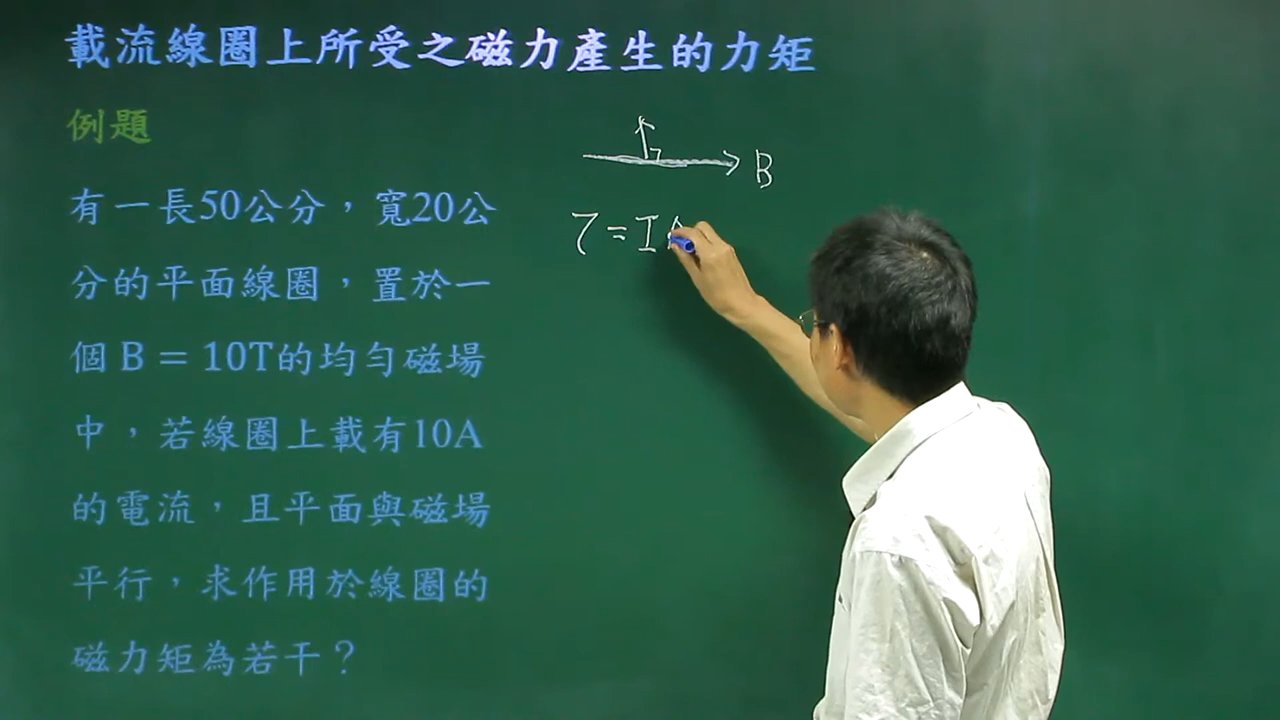 載流線圈上所受之磁力產生的力矩
例題
有一長50公分，寬20公
分的平面線圈，置於一
個 B = 10T的均勻磁場
中，若線圈上載有10A
的電流，且平面與磁場
平行，求作用於線圈的
磁力矩為若干？
B
τ = I A